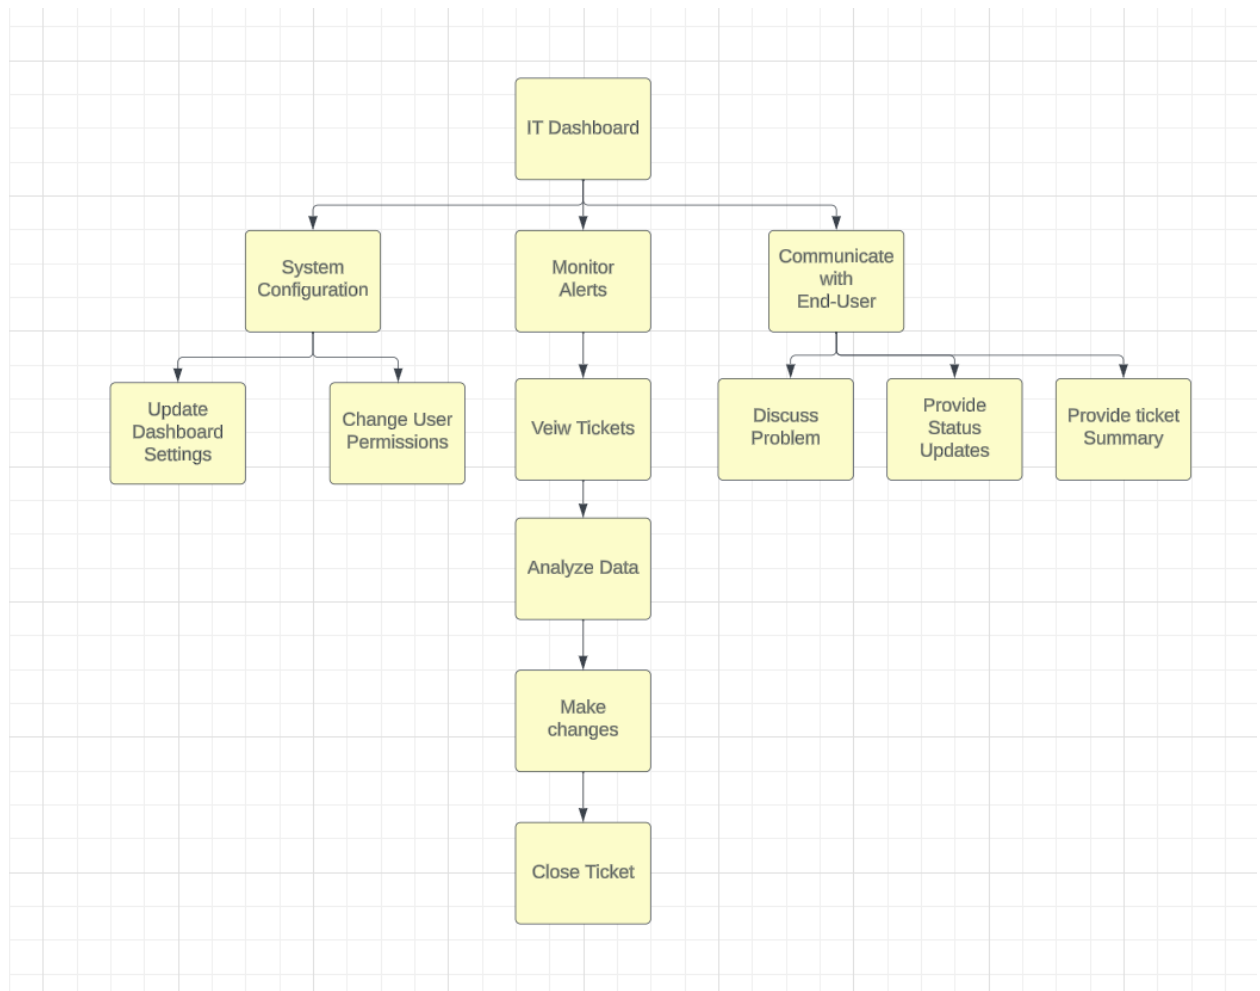 IT Dashboard
System
Configuration
Monitor
Alerts
Communicate
with
End-User
Update
Dashboard
Settings
Change User
Permissions
Veiw Tickets
Discuss
Problem
Provide
Status
Updates
Provide ticket
Summary
Analyze Data
Make
changes
Close Ticket